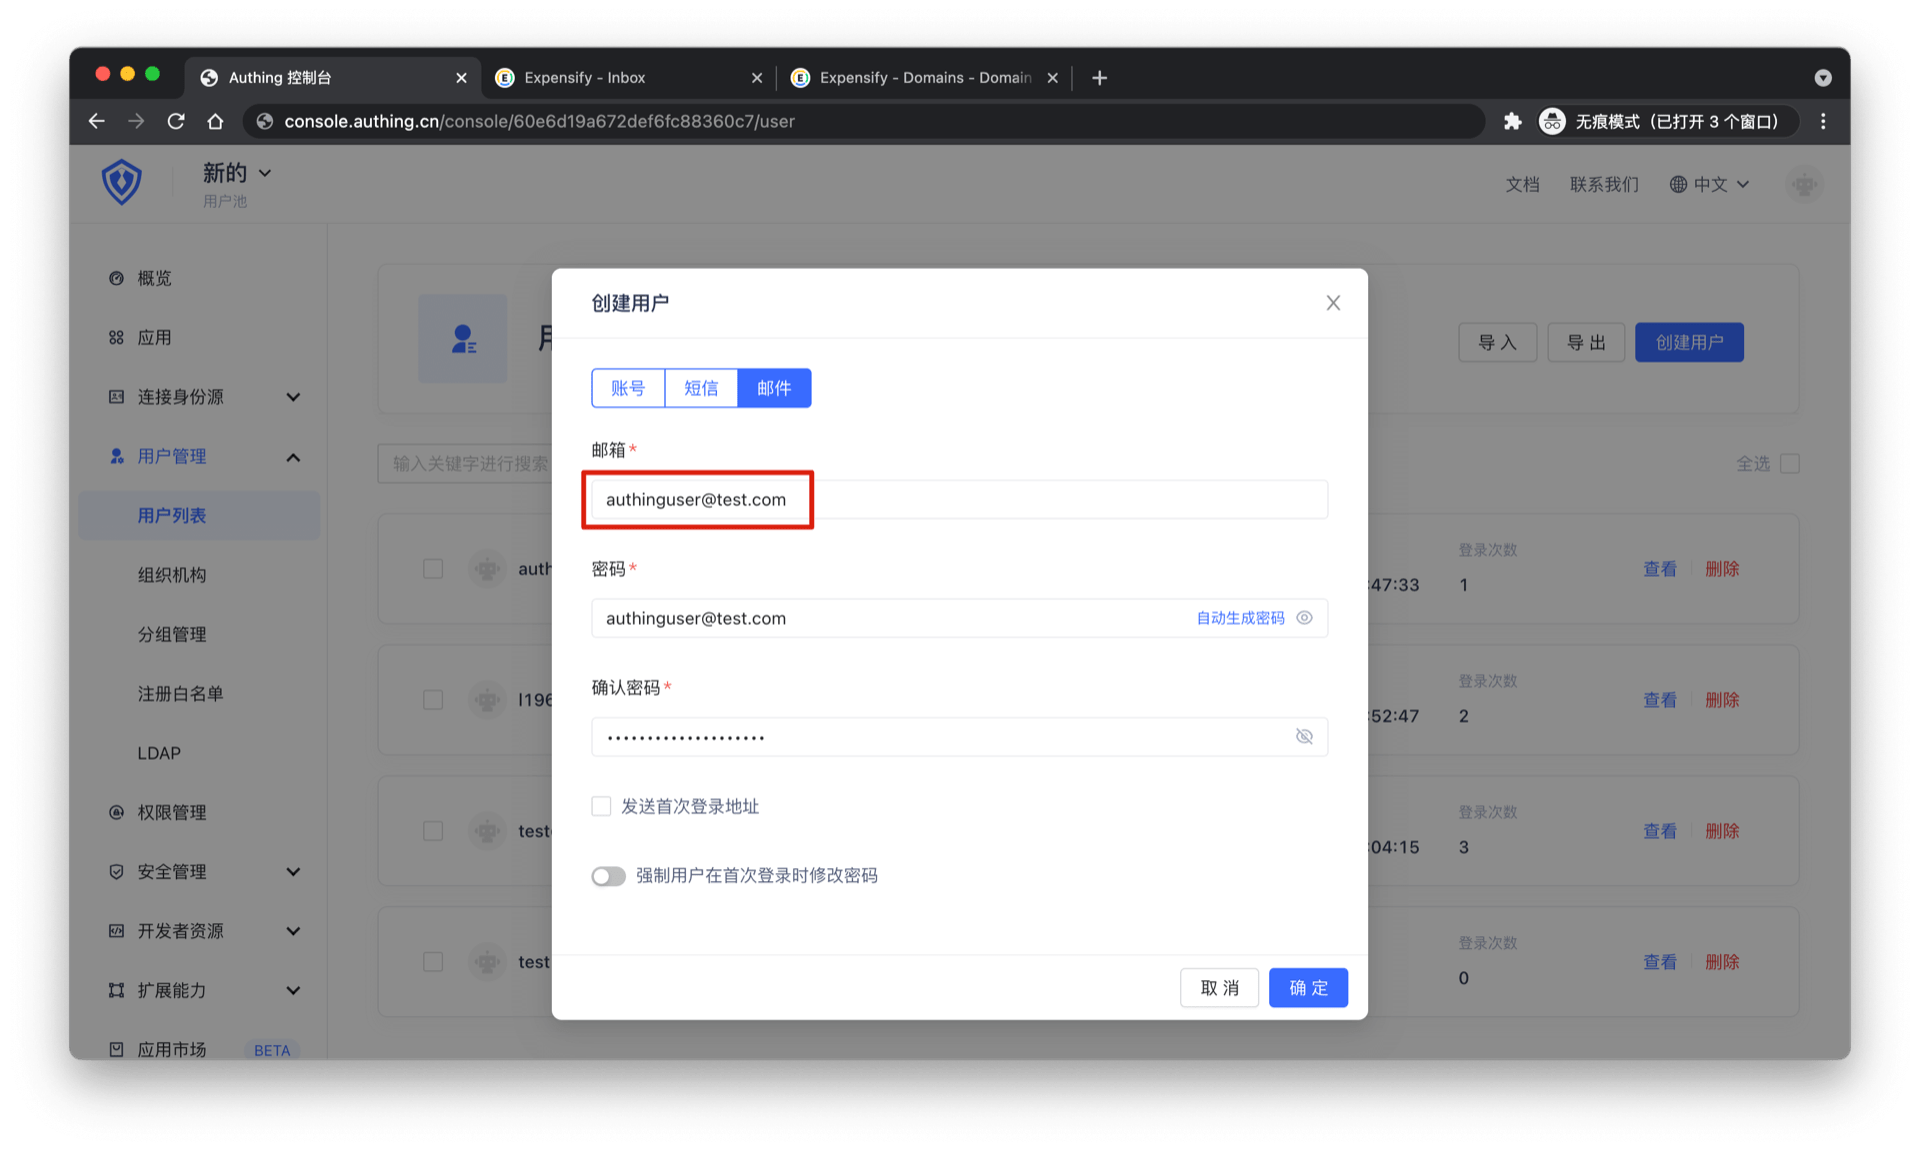 Authing 控制台
Expensify - Inbox
Expensify - Domains - Domain
console.authing.cn/console/60e6d19a672def6fc88360c7/user
无痕模式（已打开 3 个窗口）
新的
用户池
文档
联系我们
中文
概览
应用
连接身份源
用户管理
用户列表
组织机构
分组管理
注册白名单
LDAP
权限管理
安全管理
开发者资源
扩展能力
应用市场
BETA
导入
导出
创建用户
输入关键字进行搜索
全选
auth
:47:33
登录次数
1
查看
删除
l196
:52:47
登录次数
2
查看
删除
test
:04:15
登录次数
3
查看
删除
test
登录次数
0
查看
删除
创建用户
账号
短信
邮件
邮箱*
authinguser@test.com
密码*
authinguser@test.com
自动生成密码
确认密码*
••••••••••••••••••••
发送首次登录地址
强制用户在首次登录时修改密码
取消
确定